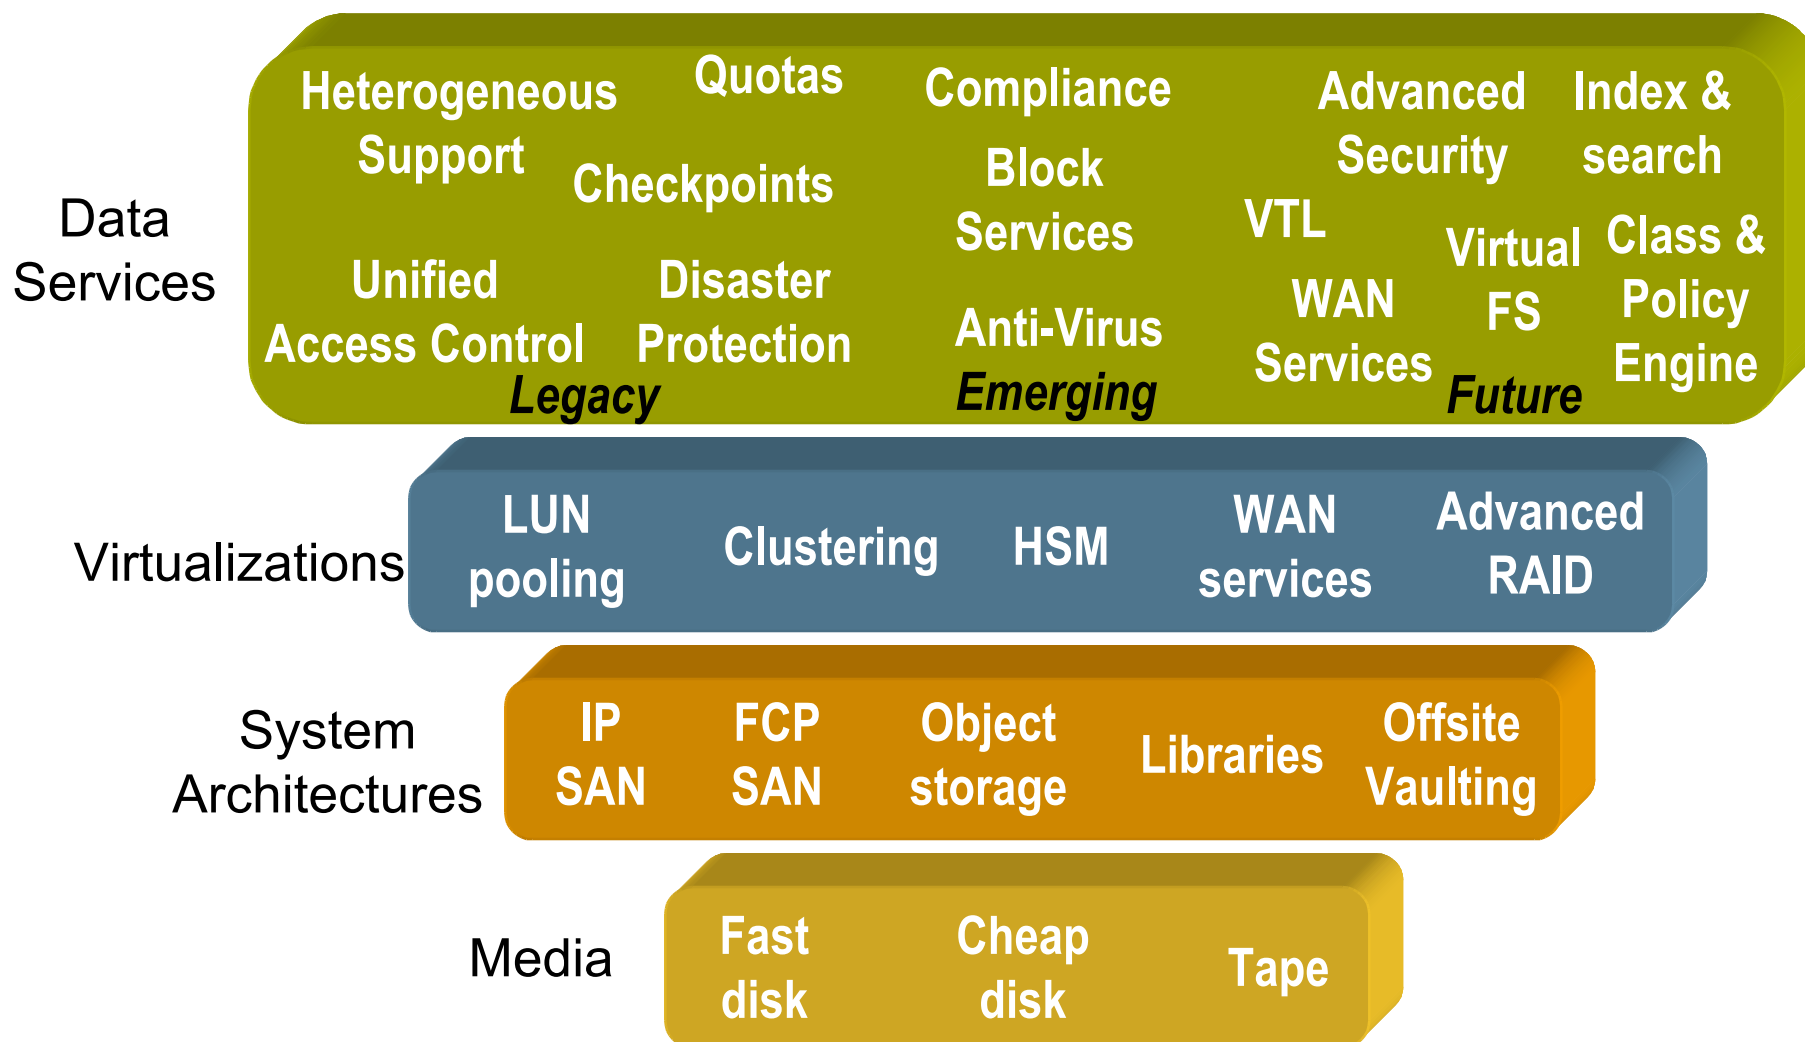 Data
Services
Heterogeneous
Support
Quotas
Checkpoints
Unified
Access Control
Disaster
Protection
Legacy
Compliance
Block
Services
Anti-Virus
Emerging
Advanced
Security
Index &
search
VTL
Virtual
FS
Class &
Policy
Engine
WAN
Services
Future
Virtualizations
LUN
pooling
Clustering
HSM
WAN
services
Advanced
RAID
System
Architectures
IP
SAN
FCP
SAN
Object
storage
Libraries
Offsite
Vaulting
Media
Fast
disk
Cheap
disk
Tape